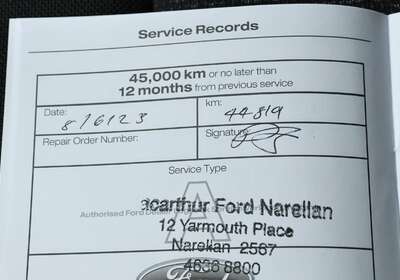 Service Records
45,000 km or no later than
12 months from previous service
Date: 8/6/23
km: 44819
Repair Order Number:
Signature:
Service Type
A
Authorised Ford Dealer
acarthur Ford Narellan
12 Yarmouth Place
Narellan 2567
4636 8800